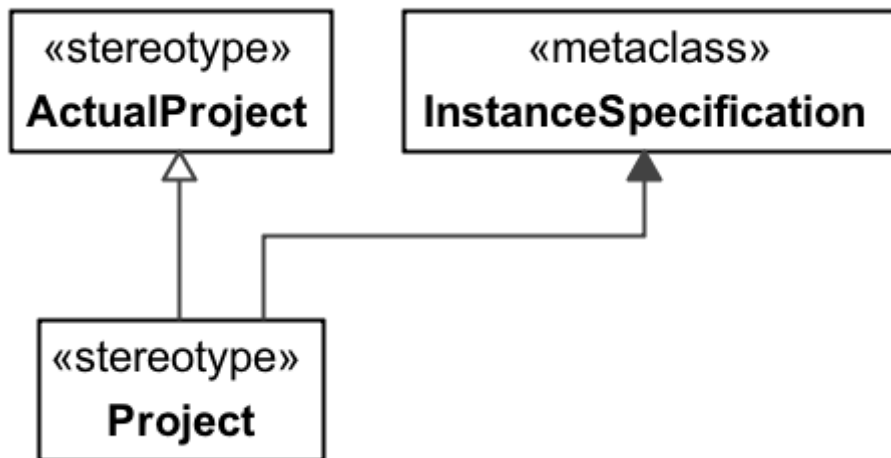 «stereotype»
ActualProject
«metaclass»
InstanceSpecification
«stereotype»
Project